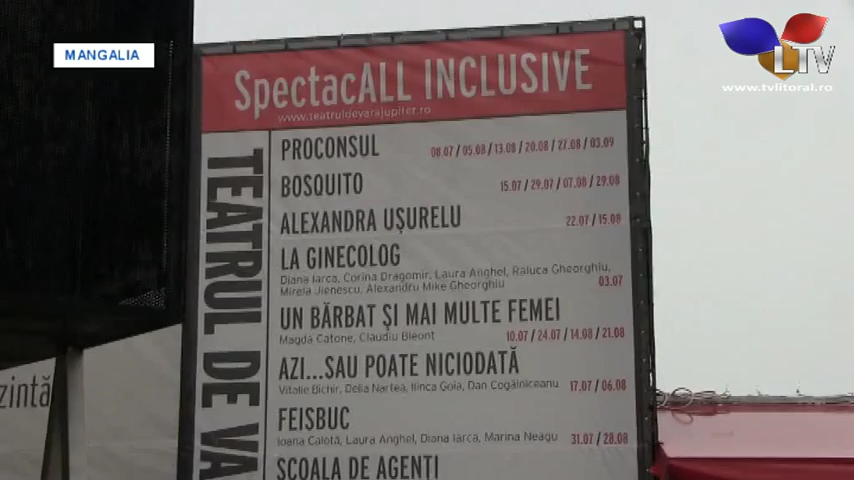 MANGALIA
LTV
www.tvlitoral.ro
SpectacALL INCLUSIVE
www.teatruldevarajupiter.ro
TEATRUL DE VA
PROCONSUL 08.07 / 05.08 / 13.08 / 20.08 / 27.08 / 03.09
BOSQUITO 15.07 / 29.07 / 07.08 / 29.08
ALEXANDRA UȘURELU 22.07 / 15.08
LA GINECOLOG
Diana Iarca, Corina Dragomir, Laura Anghel, Raluca Gheorghiu,
Mirela Jienescu, Alexandru Mike Gheorghiu 03.07
UN BĂRBAT ȘI MAI MULTE FEMEI
Magda Catone, Claudiu Bleonț 10.07 / 24.07 / 14.08 / 21.08
AZI...SAU POATE NICIODATĂ
Vitalie Bichir, Delia Nartea, Ilinca Goia, Dan Cogălniceanu 17.07 / 06.08
FEISBUC
Ioana Calotă, Laura Anghel, Diana Iarca, Marina Neagu 31.07 / 28.08
ȘCOALA DE AGENȚI
zintă